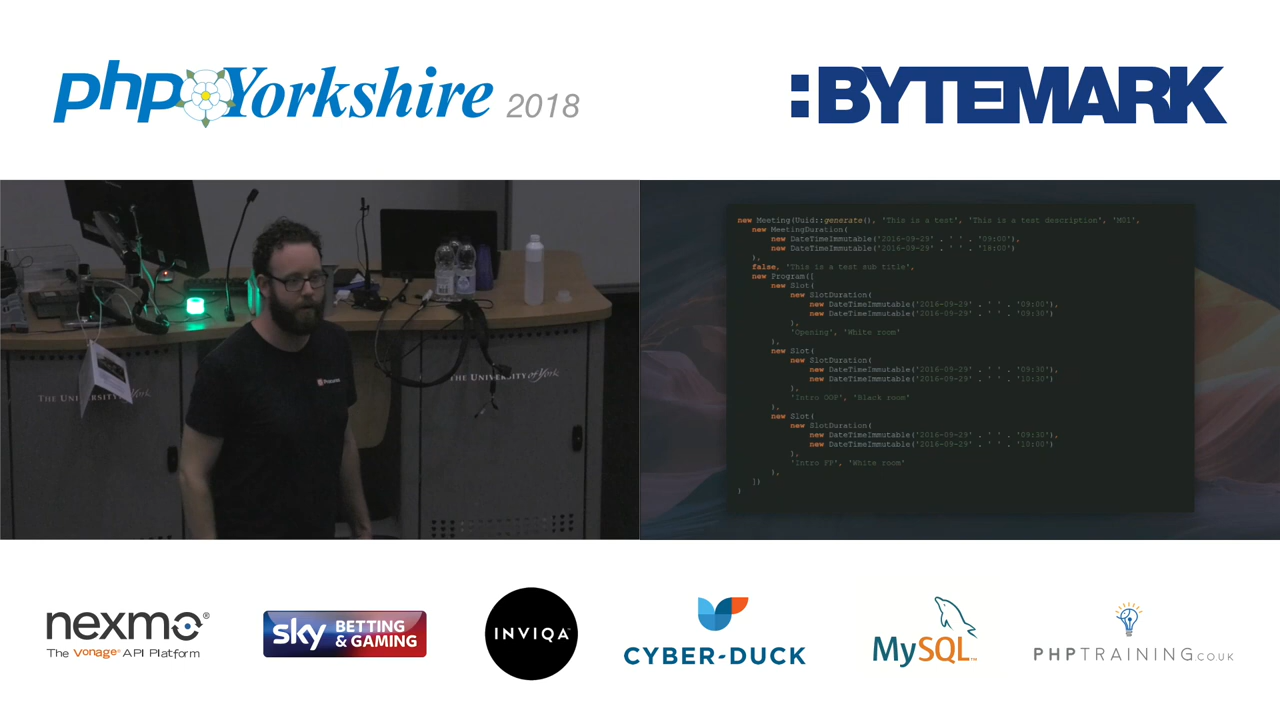 php Yorkshire 2018
:BYTEMARK
THE UNIVERSITY of York
THE UNIVERSITY of York
new Meeting(Uuid::generate(), 'This is a test', 'This is a test description', 'M01',
new MeetingDuration(
new DateTimeImmutable('2016-09-29' . ' ' . '09:00'),
new DateTimeImmutable('2016-09-29' . ' ' . '18:00')
),
false, 'This is a test sub title',
new Program([
new Slot(
new SlotDuration(
new DateTimeImmutable('2016-09-29' . ' ' . '09:00'),
new DateTimeImmutable('2016-09-29' . ' ' . '09:30')
),
'Opening', 'White room'
),
new Slot(
new SlotDuration(
new DateTimeImmutable('2016-09-29' . ' ' . '09:30'),
new DateTimeImmutable('2016-09-29' . ' ' . '10:30')
),
'Intro OOP', 'Black room'
),
new Slot(
new SlotDuration(
new DateTimeImmutable('2016-09-29' . ' ' . '09:30'),
new DateTimeImmutable('2016-09-29' . ' ' . '10:00')
),
'Intro FP', 'White room'
),
])
)
nexmo®
The Vonage® API Platform
sky BETTING
& GAMING
INVIQA™
CYBER-DUCK
MySQL™
PHPTRAINING.CO.UK